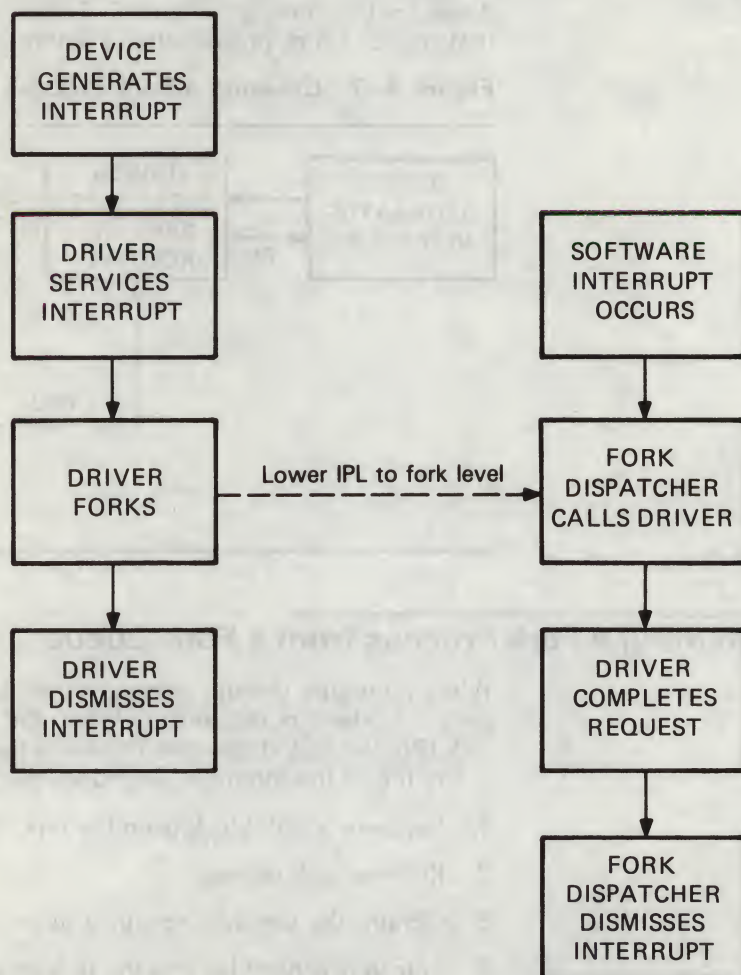 DEVICE
GENERATES
INTERRUPT
DRIVER
SERVICES
INTERRUPT
DRIVER
FORKS
DRIVER
DISMISSES
INTERRUPT
Lower IPL to fork level
SOFTWARE
INTERRUPT
OCCURS
FORK
DISPATCHER
CALLS DRIVER
DRIVER
COMPLETES
REQUEST
FORK
DISPATCHER
DISMISSES
INTERRUPT